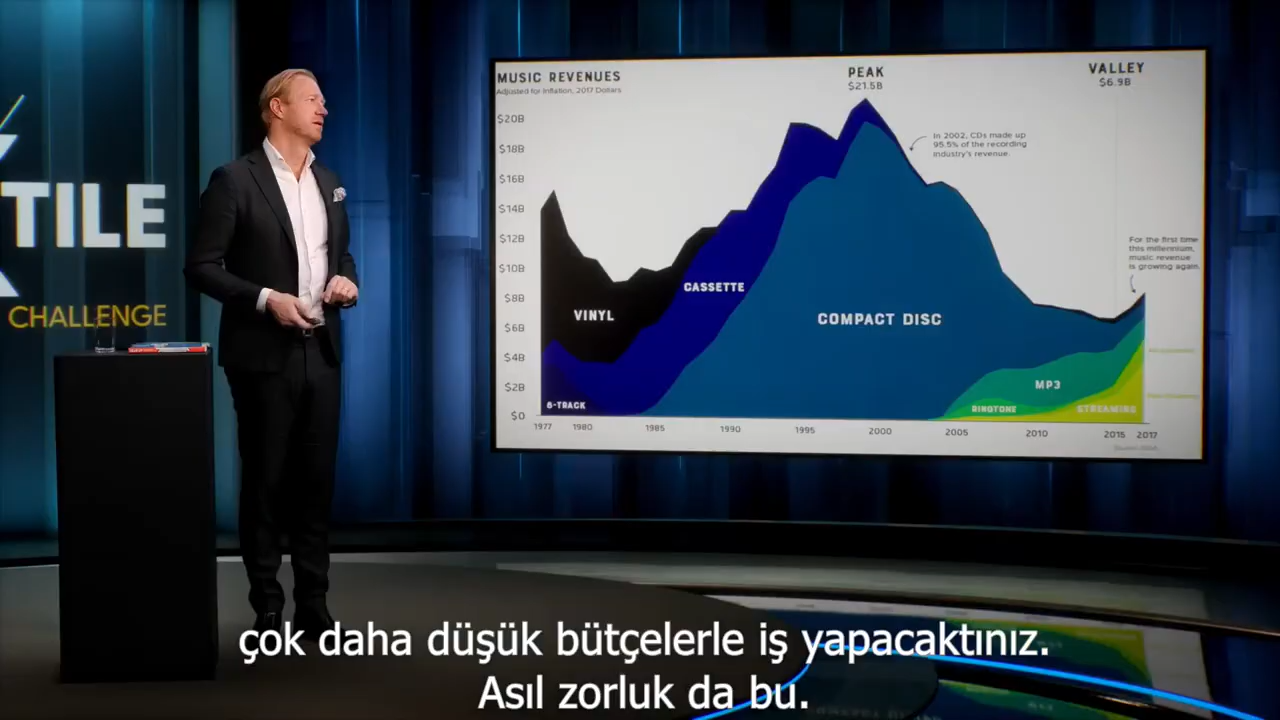 TILE
CHALLENGE
MUSIC REVENUES
Adjusted for Inflation, 2017 Dollars
PEAK
$21.5B
VALLEY
$6.9B
In 2002, CDs made up
95.5% of the recording
industry's revenue.
For the first time
this millennium,
music revenue
is growing again.
$20B
$18B
$16B
$14B
$12B
$10B
$8B
$6B
$4B
$2B
$0
VINYL
CASSETTE
COMPACT DISC
8-TRACK
MP3
RINGTONE
STREAMING
1977 1980 1985 1990 1995 2000 2005 2010 2015 2017
çok daha düşük bütçelerle iş yapacaktınız.
Asıl zorluk da bu.